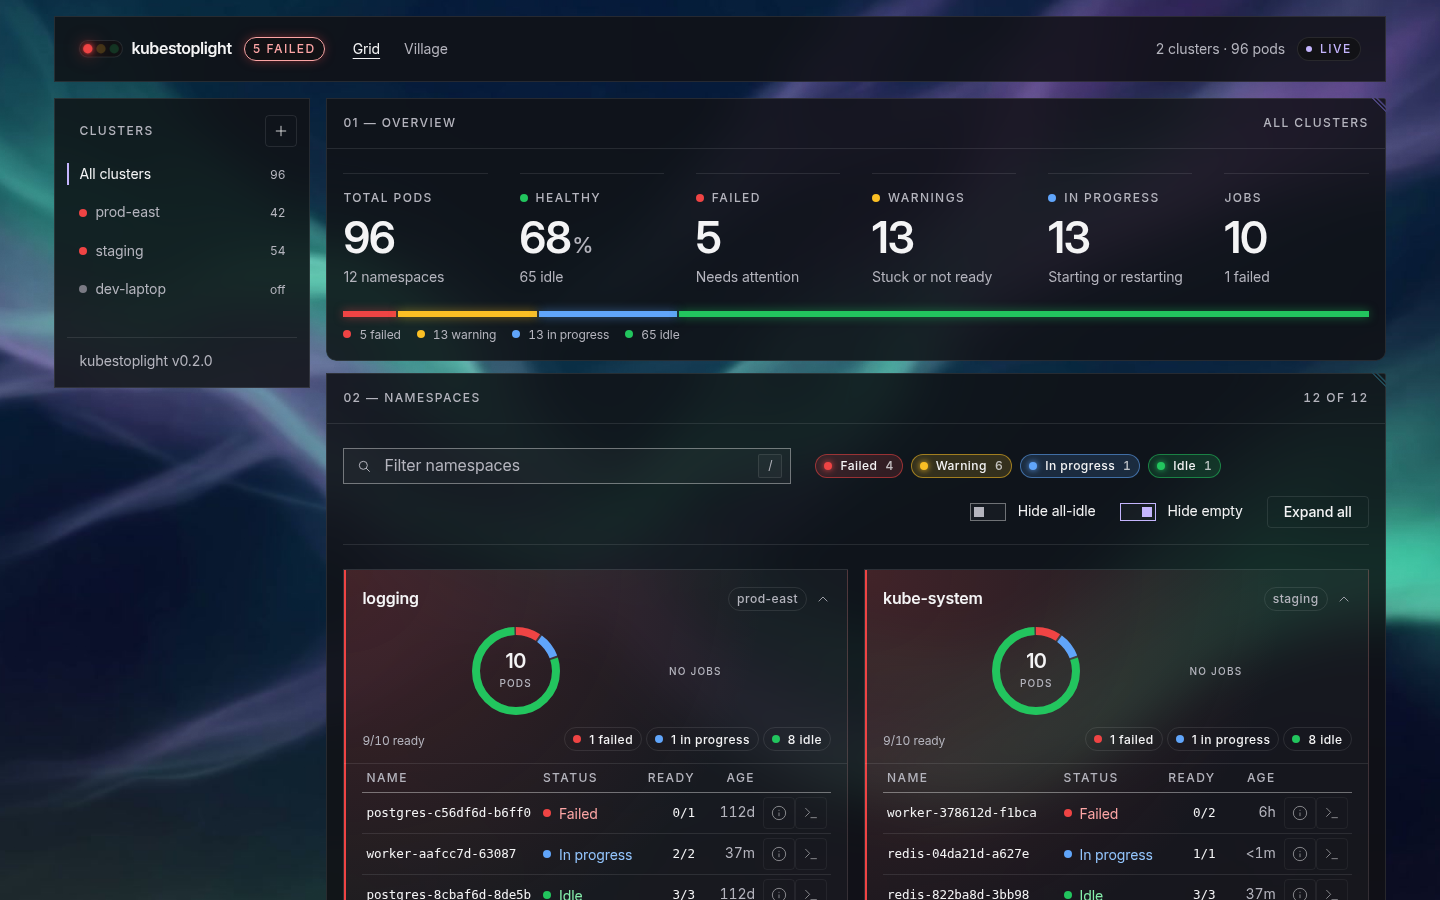 kubestoplight 5 FAILED Grid Village 2 clusters · 96 pods LIVE
CLUSTERS
All clusters 96
prod-east 42
staging 54
dev-laptop off
kubestoplight v0.2.0
01 — OVERVIEW ALL CLUSTERS
TOTAL PODS HEALTHY FAILED WARNINGS IN PROGRESS JOBS
96 68% 5 13 13 10
12 namespaces 65 idle Needs attention Stuck or not ready Starting or restarting 1 failed
5 failed 13 warning 13 in progress 65 idle
02 — NAMESPACES 12 OF 12
Filter namespaces / Failed 4 Warning 6 In progress 1 Idle 1
Hide all-idle Hide empty Expand all
logging prod-east
10
PODS
NO JOBS
9/10 ready 1 failed 1 in progress 8 idle
NAME STATUS READY AGE
postgres-c56df6d-b6ff0 Failed 0/1 112d
worker-aafcc7d-63087 In progress 2/2 37m
postgres-8cbaf6d-8de5b Idle 3/3 112d
kube-system staging
10
PODS
NO JOBS
9/10 ready 1 failed 1 in progress 8 idle
NAME STATUS READY AGE
worker-378612d-f1bca Failed 0/2 6h
redis-04da21d-a627e In progress 1/1 <1m
redis-822ba8d-3bb98 Idle 3/3 37m